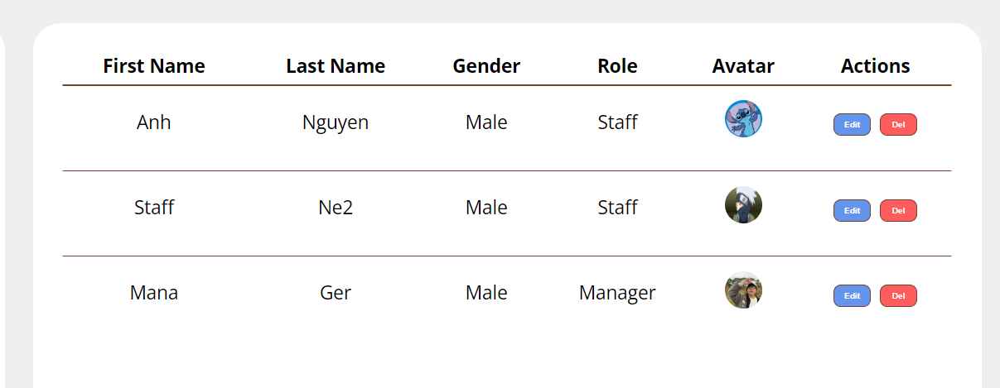 First Name Last Name Gender Role Avatar Actions
Anh Nguyen Male Staff Edit Del
Staff Ne2 Male Staff Edit Del
Mana Ger Male Manager Edit Del